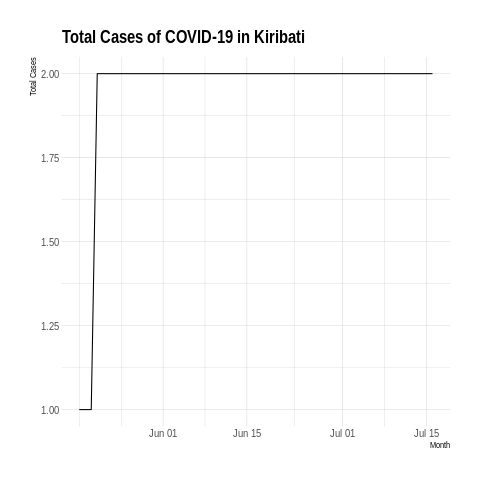 Total Cases of COVID-19 in Kiribati
Total Cases
2.00
1.75
1.50
1.25
1.00
Jun 01 Jun 15 Jul 01 Jul 15
Month